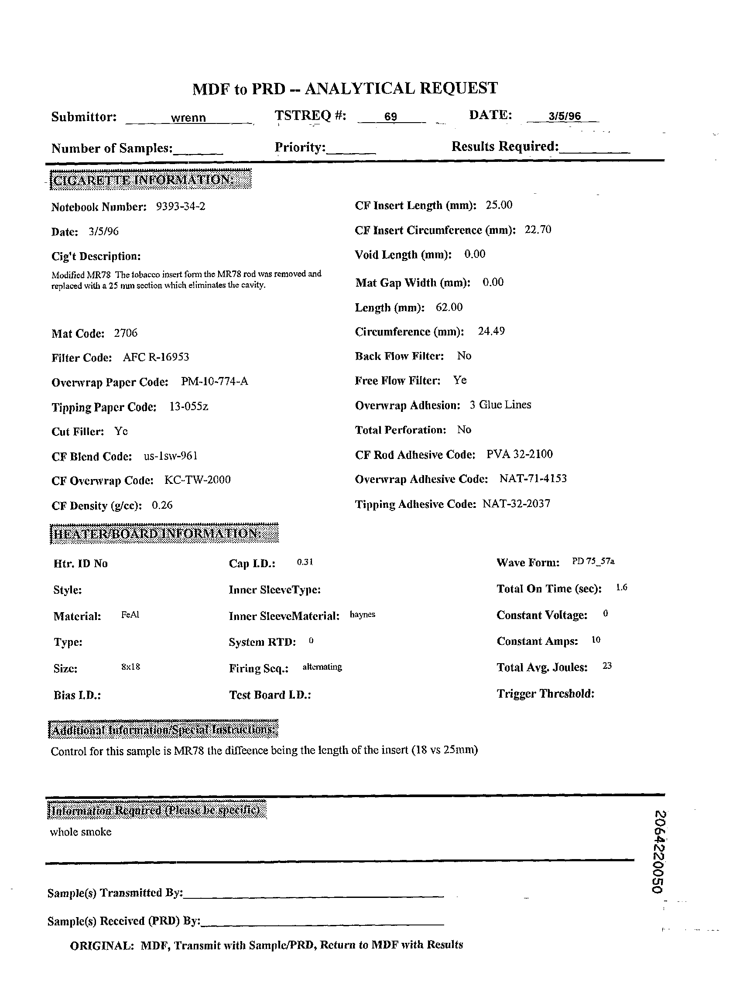 MDF to PRD -- ANALYTICAL REQUEST
Submittor: wrenn TSTREQ #: 69 DATE: 3/5/96
Number of Samples: Priority: Results Required:
CIGARETTE INFORMATION:
Notebook Number: 9393-34-2 CF Insert Length (mm): 25.00
Date: 3/5/96 CF Insert Circumference (mm): 22.70
Cig't Description: Void Length (mm): 0.00
Modified MR78 The tobacco insert form the MR78 rod was removed and
replaced with a 25 mm section which eliminates the cavity.
Mat Gap Width (mm): 0.00
Length (mm): 62.00
Mat Code: 2706 Circumference (mm): 24.49
Filter Code: AFC R-16953 Back Flow Filter: No
Overwrap Paper Code: PM-10-774-A Free Flow Filter: Ye
Tipping Paper Code: 13-055z Overwrap Adhesion: 3 Glue Lines
Cut Filler: Ye Total Perforation: No
CF Blend Code: us-1sw-961 CF Rod Adhesive Code: PVA 32-2100
CF Overwrap Code: KC-TW-2000 Overwrap Adhesive Code: NAT-71-4153
CF Density (g/cc): 0.26 Tipping Adhesive Code: NAT-32-2037
HEATER/BOARD INFORMATION:
Htr. ID No Cap I.D.: 0.31 Wave Form: PD 75_57a
Style: Inner SleeveType: Total On Time (sec): 1.6
Material: FeAl Inner SleeveMaterial: haynes Constant Voltage: 0
Type: System RTD: 0 Constant Amps: 10
Size: 8x18 Firing Seq.: alternating Total Avg. Joules: 23
Bias I.D.: Test Board I.D.: Trigger Threshold:
Additional Information/Special Instructions:
Control for this sample is MR78 the diffeence being the length of the insert (18 vs 25mm)
Information Required (Please be specific)
whole smoke
2064220050
Sample(s) Transmitted By:
Sample(s) Received (PRD) By:
ORIGINAL: MDF, Transmit with Sample/PRD, Return to MDF with Results